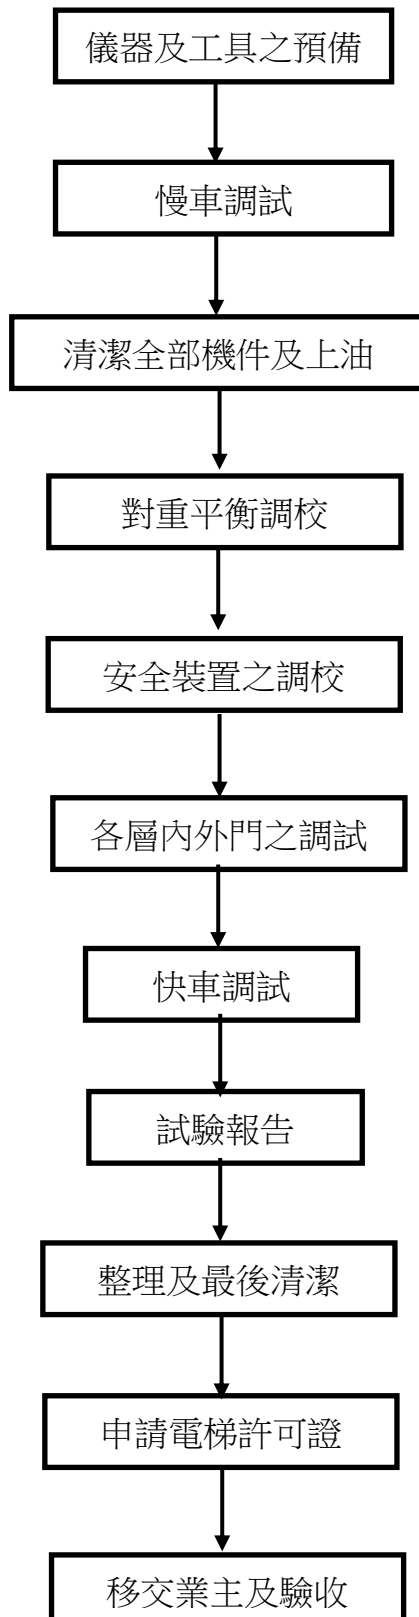 儀器及工具之預備
慢車調試
清潔全部機件及上油
對重平衡調校
安全裝置之調校
各層內外門之調試
快車調試
試驗報告
整理及最後清潔
申請電梯許可證
移交業主及驗收